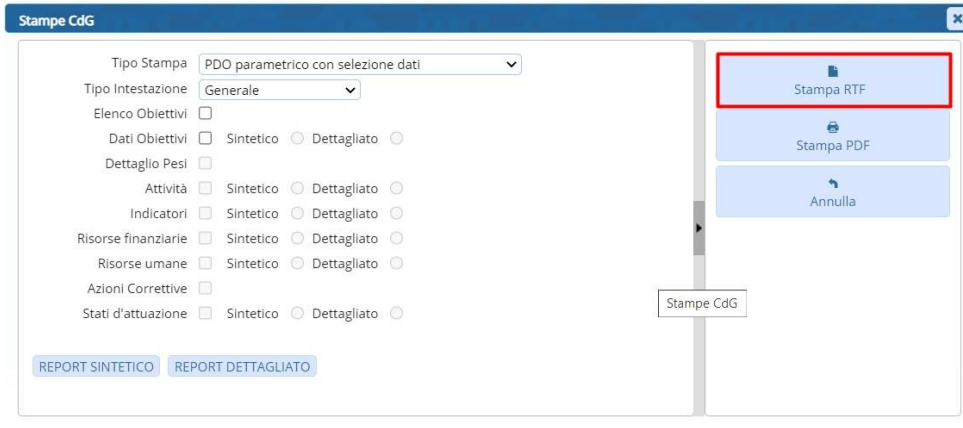 Stampe CdG
Tipo Stampa PDO parametrico con selezione dati
Tipo Intestazione Generale
Elenco Obiettivi
Dati Obiettivi Sintetico Dettagliato
Dettaglio Pesi
Attività Sintetico Dettagliato
Indicatori Sintetico Dettagliato
Risorse finanziarie Sintetico Dettagliato
Risorse umane Sintetico Dettagliato
Azioni Correttive
Stati d'attuazione Sintetico Dettagliato
REPORT SINTETICO REPORT DETTAGLIATO
Stampa RTF
Stampa PDF
Annulla
Stampe CdG